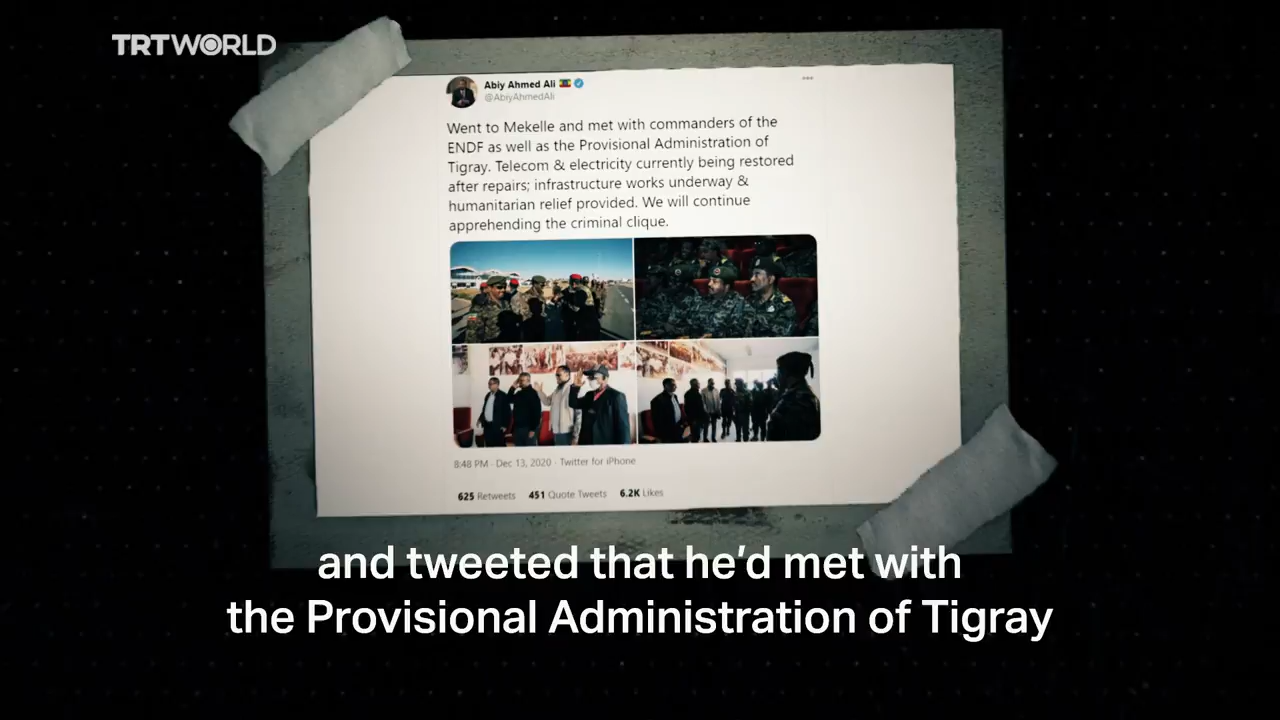 TRT WORLD
Abiy Ahmed Ali
@AbiyAhmedAli
Went to Mekelle and met with commanders of the
ENDF as well as the Provisional Administration of
Tigray. Telecom & electricity currently being restored
after repairs; infrastructure works underway &
humanitarian relief provided. We will continue
apprehending the criminal clique.
8:48 PM · Dec 13, 2020 · Twitter for iPhone
625 Retweets 451 Quote Tweets 6.2K Likes
and tweeted that he’d met with
the Provisional Administration of Tigray